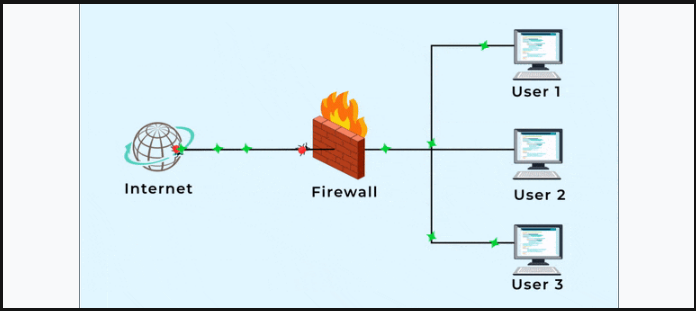 Internet
Firewall
User 1
User 2
User 3